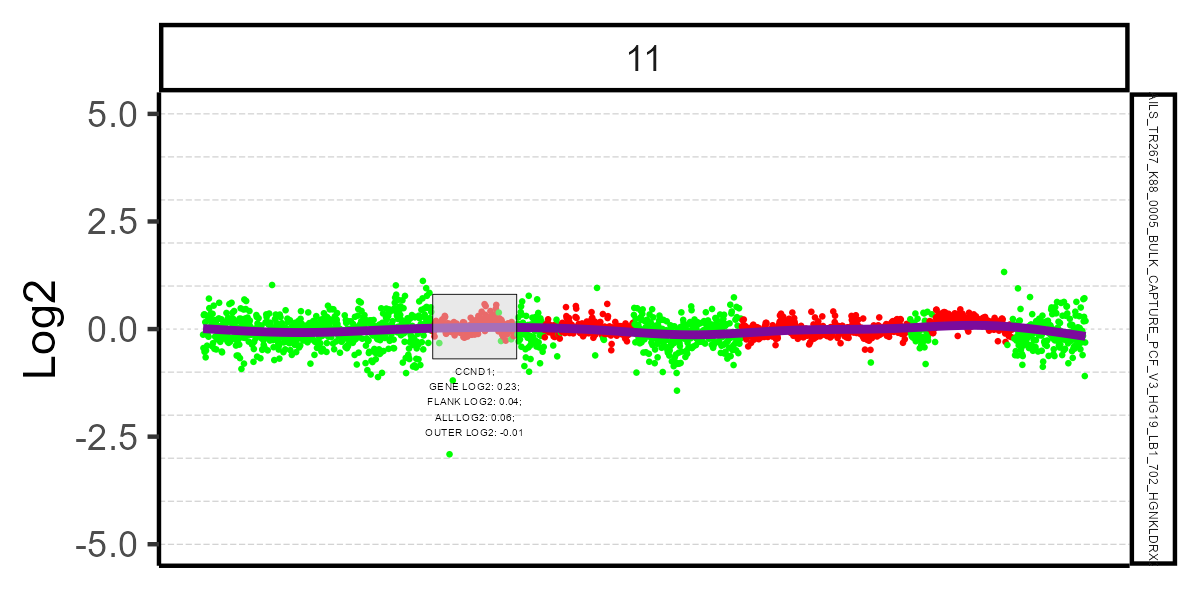 11
Log2
5.0
2.5
0.0
-2.5
-5.0
CCND1;
GENE LOG2: 0.23;
FLANK LOG2: 0.04;
ALL LOG2: 0.06;
OUTER LOG2: -0.01
AILS_TR267_K88_0005_BULK_CAPTURE_PCF_V3_HG19_LB1_702_HGNKLDRX